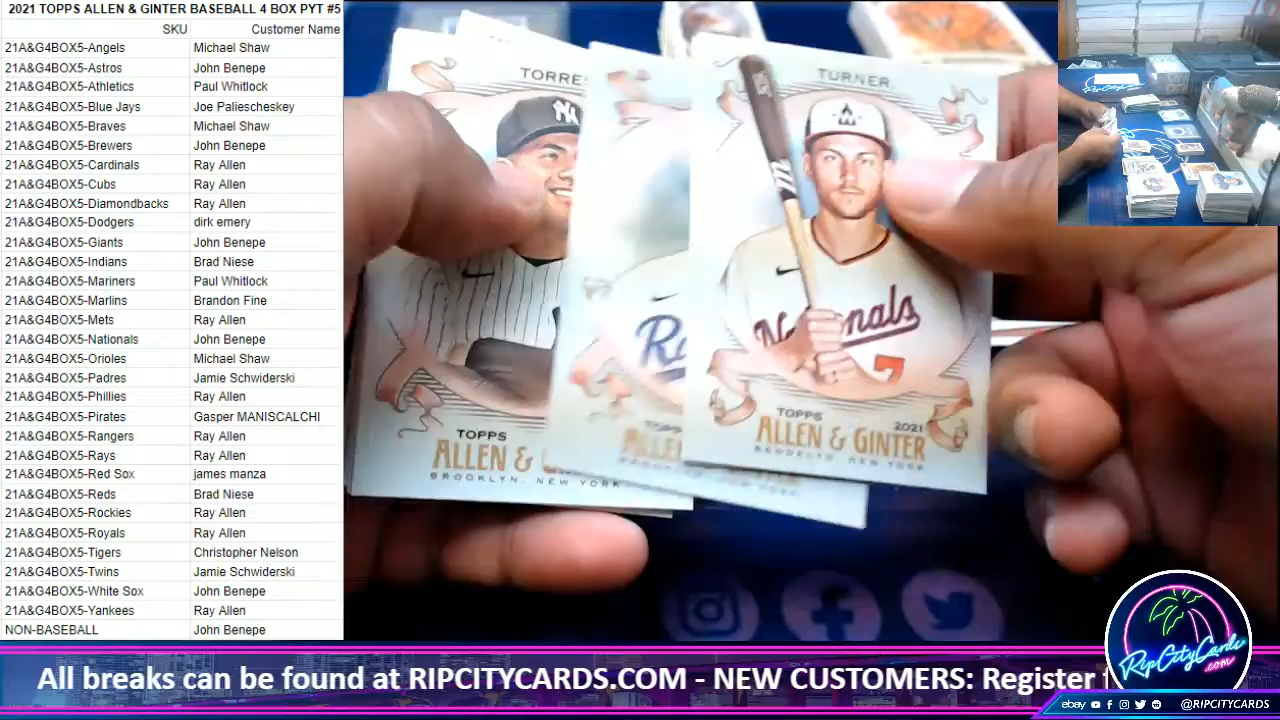 2021 TOPPS ALLEN & GINTER BASEBALL 4 BOX PYT #5
SKU Customer Name
21A&G4BOX5-Angels Michael Shaw
21A&G4BOX5-Astros John Benepe
21A&G4BOX5-Athletics Paul Whitlock
21A&G4BOX5-Blue Jays Joe Paliescheskey
21A&G4BOX5-Braves Michael Shaw
21A&G4BOX5-Brewers John Benepe
21A&G4BOX5-Cardinals Ray Allen
21A&G4BOX5-Cubs Ray Allen
21A&G4BOX5-Diamondbacks Ray Allen
21A&G4BOX5-Dodgers dirk emery
21A&G4BOX5-Giants John Benepe
21A&G4BOX5-Indians Brad Niese
21A&G4BOX5-Mariners Paul Whitlock
21A&G4BOX5-Marlins Brandon Fine
21A&G4BOX5-Mets Ray Allen
21A&G4BOX5-Nationals John Benepe
21A&G4BOX5-Orioles Michael Shaw
21A&G4BOX5-Padres Jamie Schwiderski
21A&G4BOX5-Phillies Ray Allen
21A&G4BOX5-Pirates Gasper MANISCALCHI
21A&G4BOX5-Rangers Ray Allen
21A&G4BOX5-Rays Ray Allen
21A&G4BOX5-Red Sox james manza
21A&G4BOX5-Reds Brad Niese
21A&G4BOX5-Rockies Ray Allen
21A&G4BOX5-Royals Ray Allen
21A&G4BOX5-Tigers Christopher Nelson
21A&G4BOX5-Twins Jamie Schwiderski
21A&G4BOX5-White Sox John Benepe
21A&G4BOX5-Yankees Ray Allen
NON-BASEBALL John Benepe
TORRE
TOPPS
ALLEN &
BROOKLYN, NEW YORK
Ro
TURNER
Nationals
7
TOPPS 2021
ALLEN & GINTER
BROOKLYN, NEW YORK
RipCityCards
.com
All breaks can be found at RIPCITYCARDS.COM - NEW CUSTOMERS: Register
ebay @RIPCITYCARDS